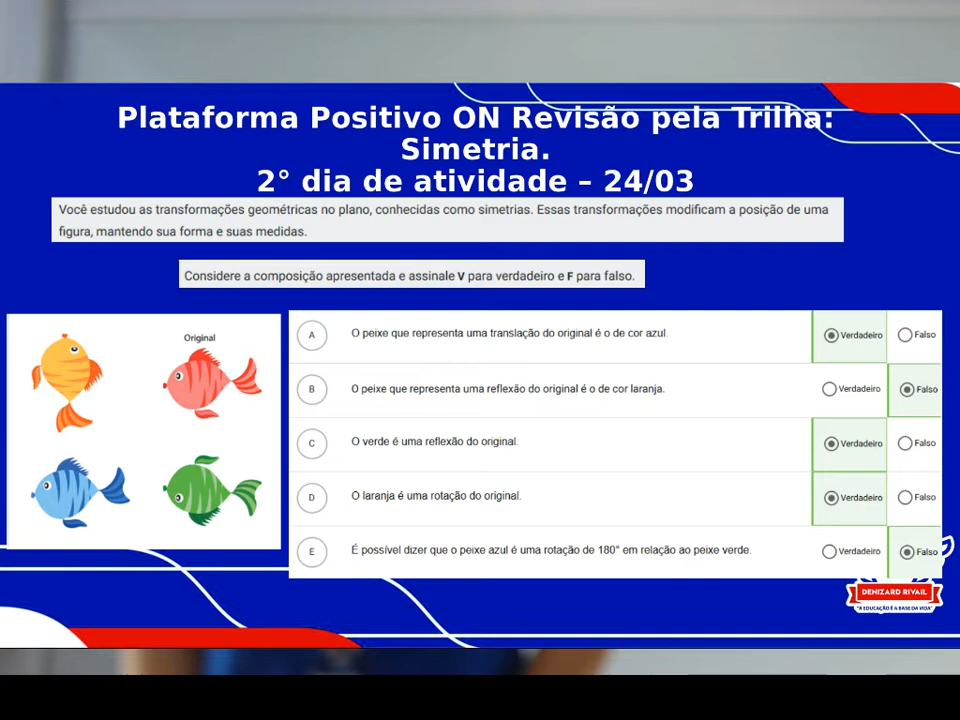 Plataforma Positivo ON Revisão pela Trilha:
Simetria.
2° dia de atividade – 24/03
Você estudou as transformações geométricas no plano, conhecidas como simetrias. Essas transformações modificam a posição de uma
figura, mantendo sua forma e suas medidas.
Considere a composição apresentada e assinale V para verdadeiro e F para falso.
Original
A O peixe que representa uma translação do original é o de cor azul. Verdadeiro Falso
B O peixe que representa uma reflexão do original é o de cor laranja. Verdadeiro Falso
C O verde é uma reflexão do original. Verdadeiro Falso
D O laranja é uma rotação do original. Verdadeiro Falso
E É possível dizer que o peixe azul é uma rotação de 180° em relação ao peixe verde. Verdadeiro Falso
DENIZARD RIVAIL
"A EDUCAÇÃO É A BASE DA VIDA"